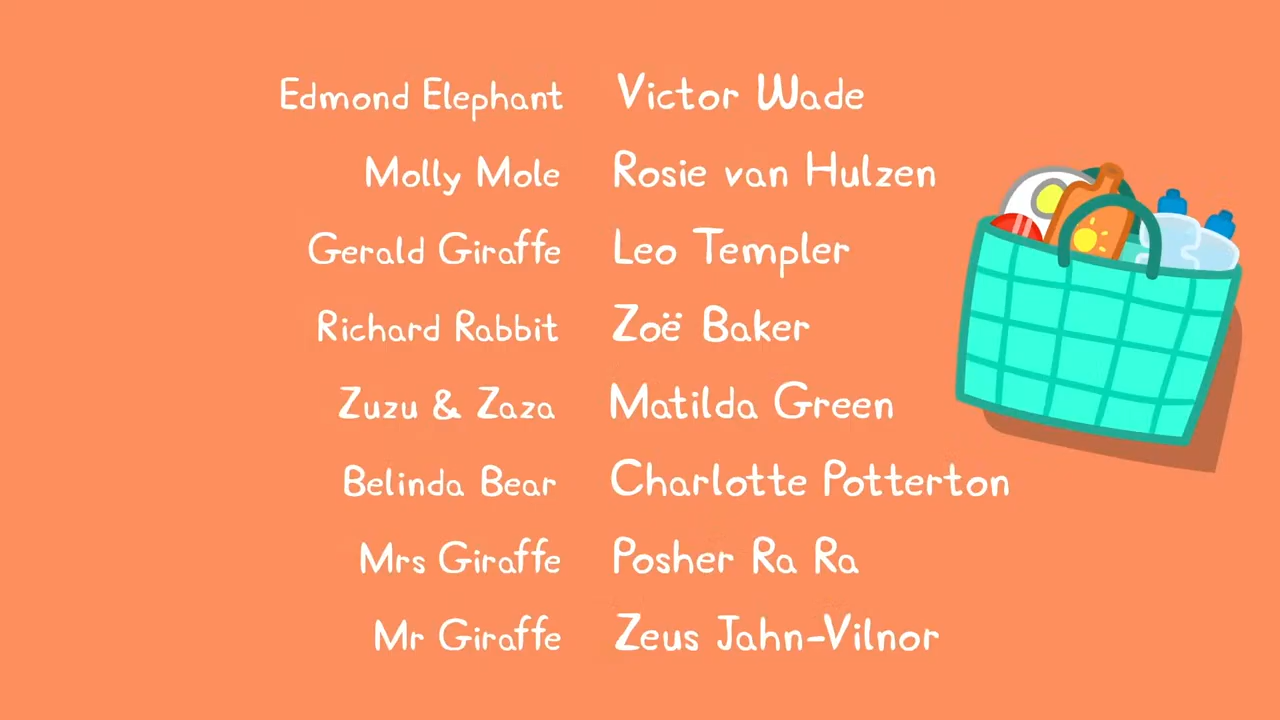 Edmond Elephant Victor Wade
Molly Mole Rosie van Hulzen
Gerald Giraffe Leo Templer
Richard Rabbit Zoë Baker
Zuzu & Zaza Matilda Green
Belinda Bear Charlotte Potterton
Mrs Giraffe Posher Ra Ra
Mr Giraffe Zeus Jahn-Vilnor